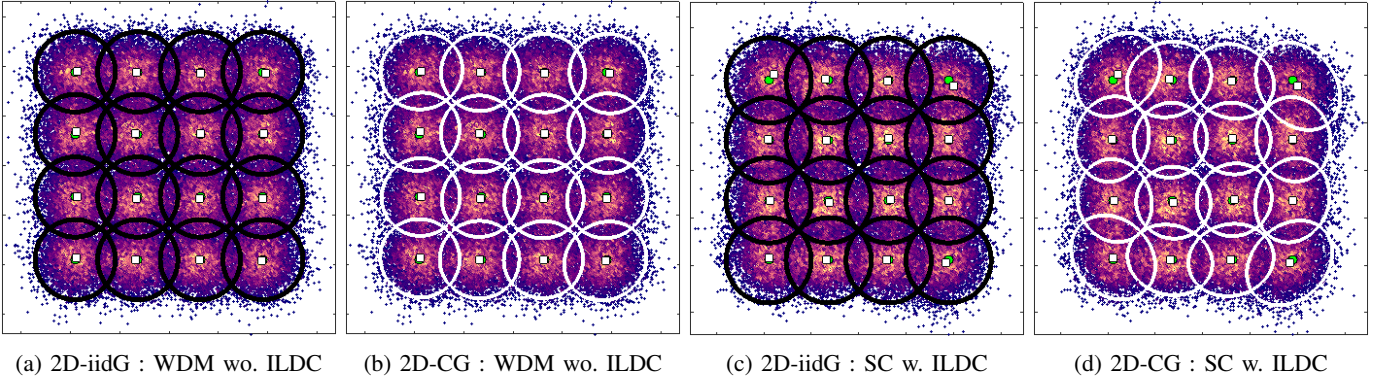 (a) 2D-iidG : WDM wo. ILDC
(b) 2D-CG : WDM wo. ILDC
(c) 2D-iidG : SC w. ILDC
(d) 2D-CG : SC w. ILDC